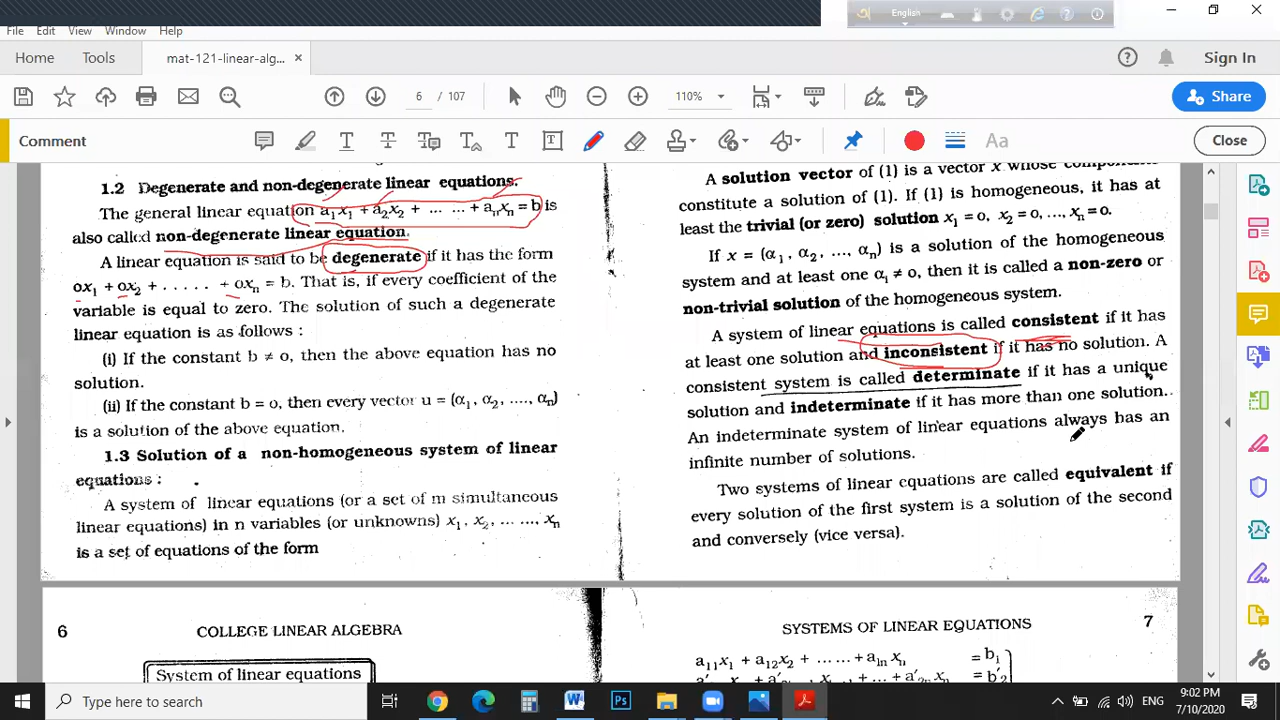 English
File Edit View Window Help
Home Tools mat-121-linear-alg... × Sign In
6 / 107 110% Share
Comment Close
1.2 Degenerate and non-degenerate linear equations.
The general linear equation a₁x₁ + a₂x₂ + ... ... + aₙxₙ = b is
also called non-degenerate linear equation.
A linear equation is said to be degenerate if it has the form
ox₁ + ox₂ + . . . . . + oxₙ = b. That is, if every coefficient of the
variable is equal to zero. The solution of such a degenerate
linear equation is as follows :
(i) If the constant b ≠ o, then the above equation has no
solution.
(ii) If the constant b = o, then every vector u = (α₁, α₂, ...., αₙ)
is a solution of the above equation.
1.3 Solution of a non-homogeneous system of linear
equations :
A system of linear equations (or a set of m simultaneous
linear equations) in n variables (or unknowns) x₁, x₂, ... ..., xₙ
is a set of equations of the form
A solution vector of (1) is a vector x whose
constitute a solution of (1). If (1) is homogeneous, it has at
least the trivial (or zero) solution x₁ = o, x₂ = o, ..., xₙ = o.
If x = (α₁, α₂, ..., αₙ) is a solution of the homogeneous
system and at least one αᵢ ≠ o, then it is called a non-zero or
non-trivial solution of the homogeneous system.
A system of linear equations is called consistent if it has
at least one solution and inconsistent if it has no solution. A
consistent system is called determinate if it has a unique
solution and indeterminate if it has more than one solution.
An indeterminate system of linear equations always has an
infinite number of solutions.
Two systems of linear equations are called equivalent if
every solution of the first system is a solution of the second
and conversely (vice versa).
6 COLLEGE LINEAR ALGEBRA
System of linear equations
SYSTEMS OF LINEAR EQUATIONS 7
a₁₁x₁ + a₁₂x₂ + ... ... + a₁ₙ xₙ = b₁
Type here to search
ENG
9:02 PM
7/10/2020